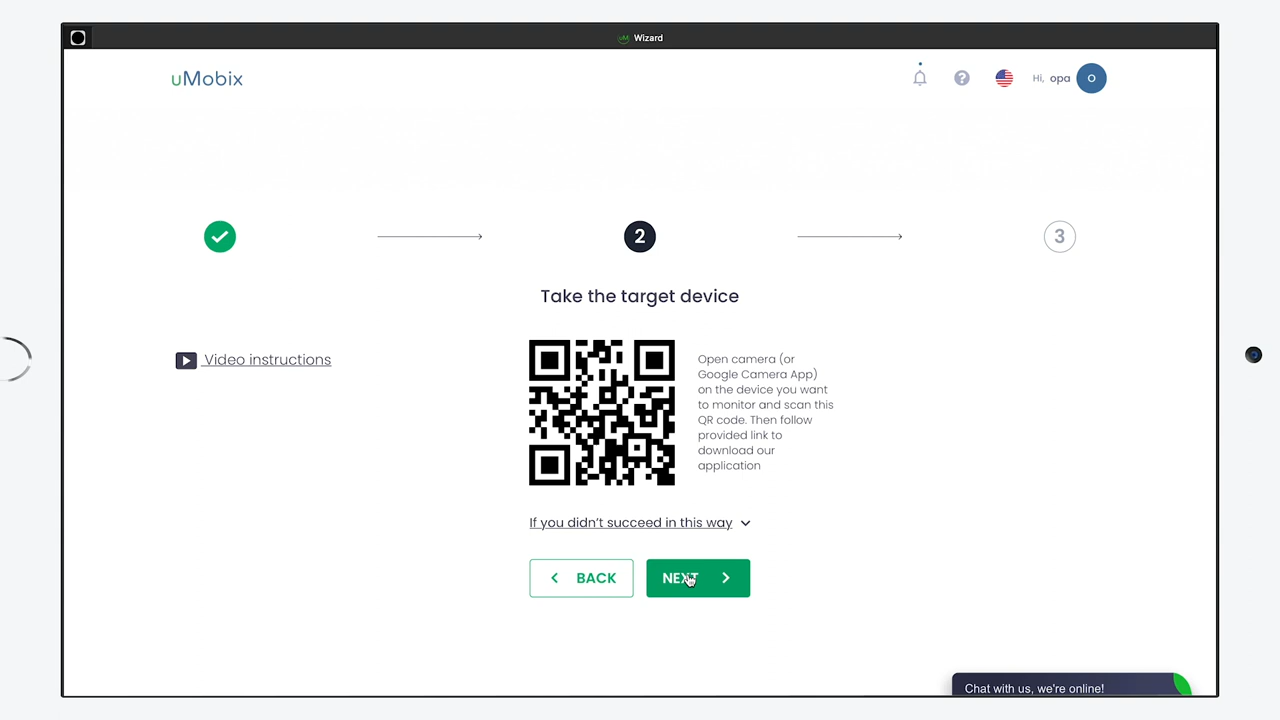 Wizard
uMobix
Hi, opa
O
2
3
Take the target device
Video instructions
Open camera (or
Google Camera App)
on the device you want
to monitor and scan this
QR code. Then follow
provided link to
download our
application
If you didn't succeed in this way
BACK
NEXT
Chat with us, we're online!